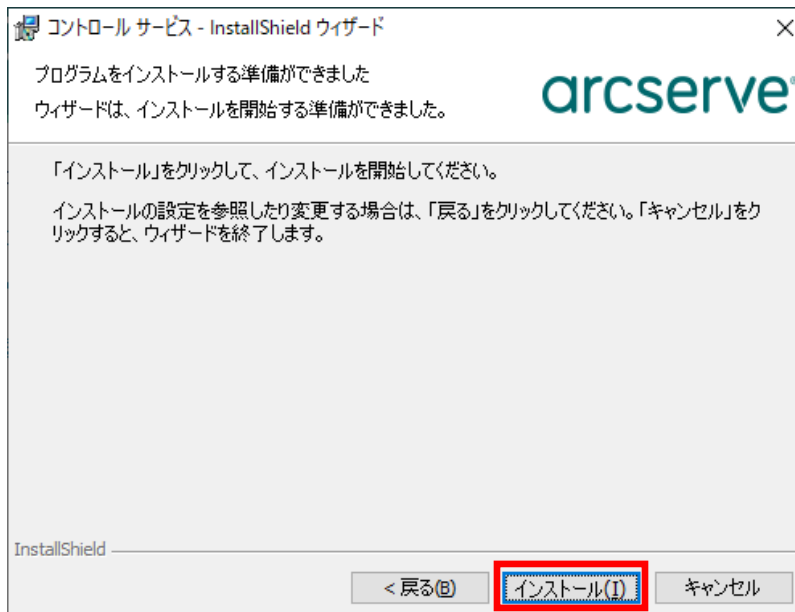 コントロール サービス - InstallShield ウィザード
プログラムをインストールする準備ができました
ウィザードは、インストールを開始する準備ができました。
arcserve
「インストール」をクリックして、インストールを開始してください。
インストールの設定を参照したり変更する場合は、「戻る」をクリックしてください。「キャンセル」をク
リックすると、ウィザードを終了します。
InstallShield
< 戻る(B)
インストール(I)
キャンセル